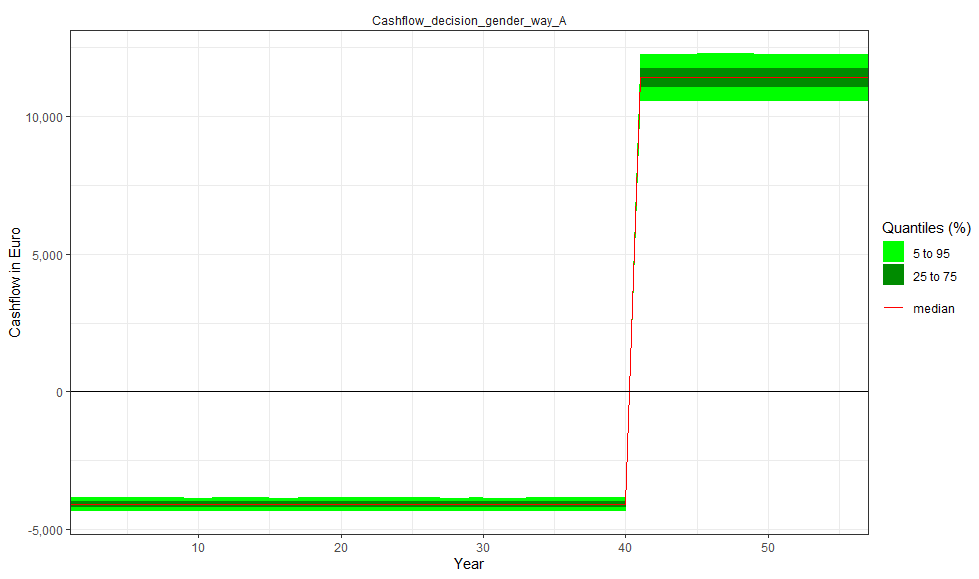 Cashflow_decision_gender_way_A
10,000
5,000
0
-5,000
Cashflow in Euro
10 20 30 40 50
Year
Quantiles (%)
5 to 95
25 to 75
median